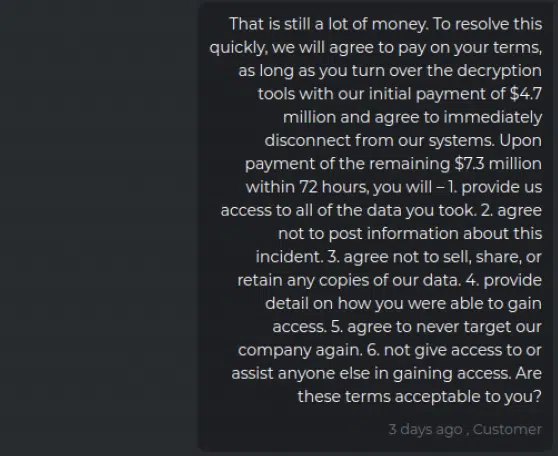 That is still a lot of money. To resolve this
quickly, we will agree to pay on your terms,
as long as you turn over the decryption
tools with our initial payment of $4.7
million and agree to immediately
disconnect from our systems. Upon
payment of the remaining $7.3 million
within 72 hours, you will – 1. provide us
access to all of the data you took. 2. agree
not to post information about this
incident. 3. agree not to sell, share, or
retain any copies of our data. 4. provide
detail on how you were able to gain
access. 5. agree to never target our
company again. 6. not give access to or
assist anyone else in gaining access. Are
these terms acceptable to you?
3 days ago , Customer